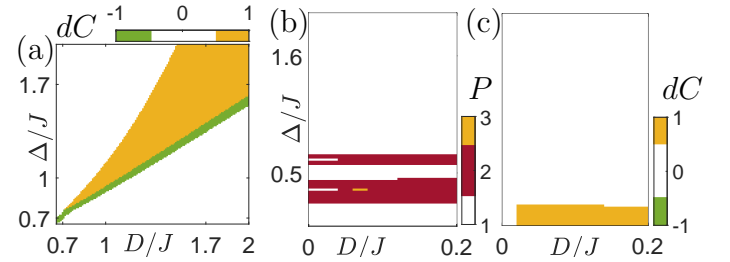 dC -1 0 1
(a) (b) (c)
1.7 1 0.7
Δ/J
0.7 1 D/J 1.7 2
1.6 0.5
Δ/J
0 D/J 0.2
P
3 2 1
0 D/J 0.2
dC
1 0 -1